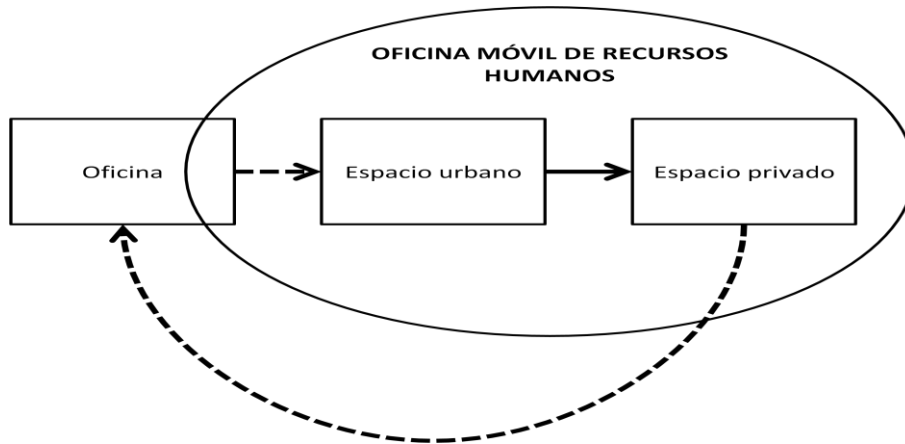 OFICINA MÓVIL DE RECURSOS
HUMANOS
Oficina
Espacio urbano
Espacio privado